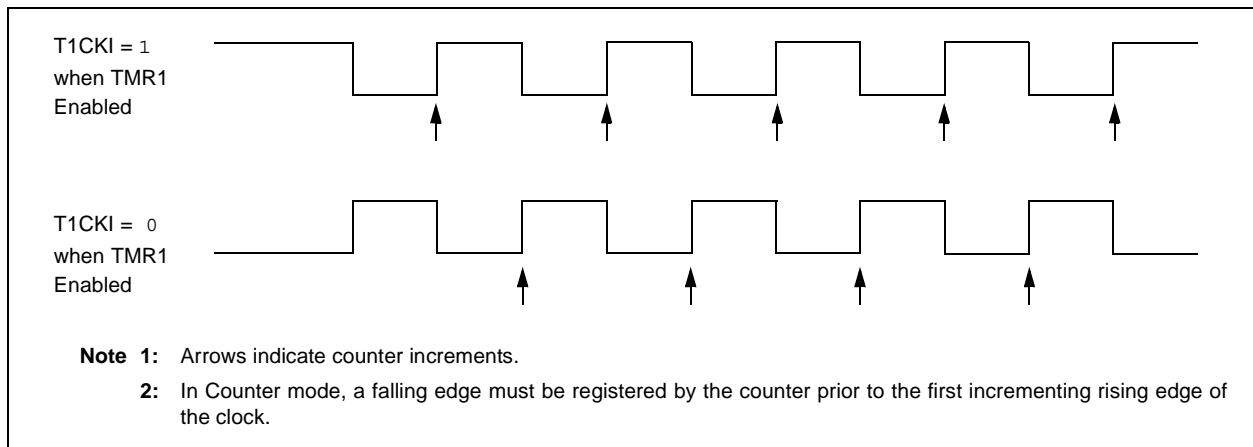 T1CKI = 1
when TMR1
Enabled
T1CKI = 0
when TMR1
Enabled
Note 1: Arrows indicate counter increments.
2: In Counter mode, a falling edge must be registered by the counter prior to the first incrementing rising edge of
the clock.